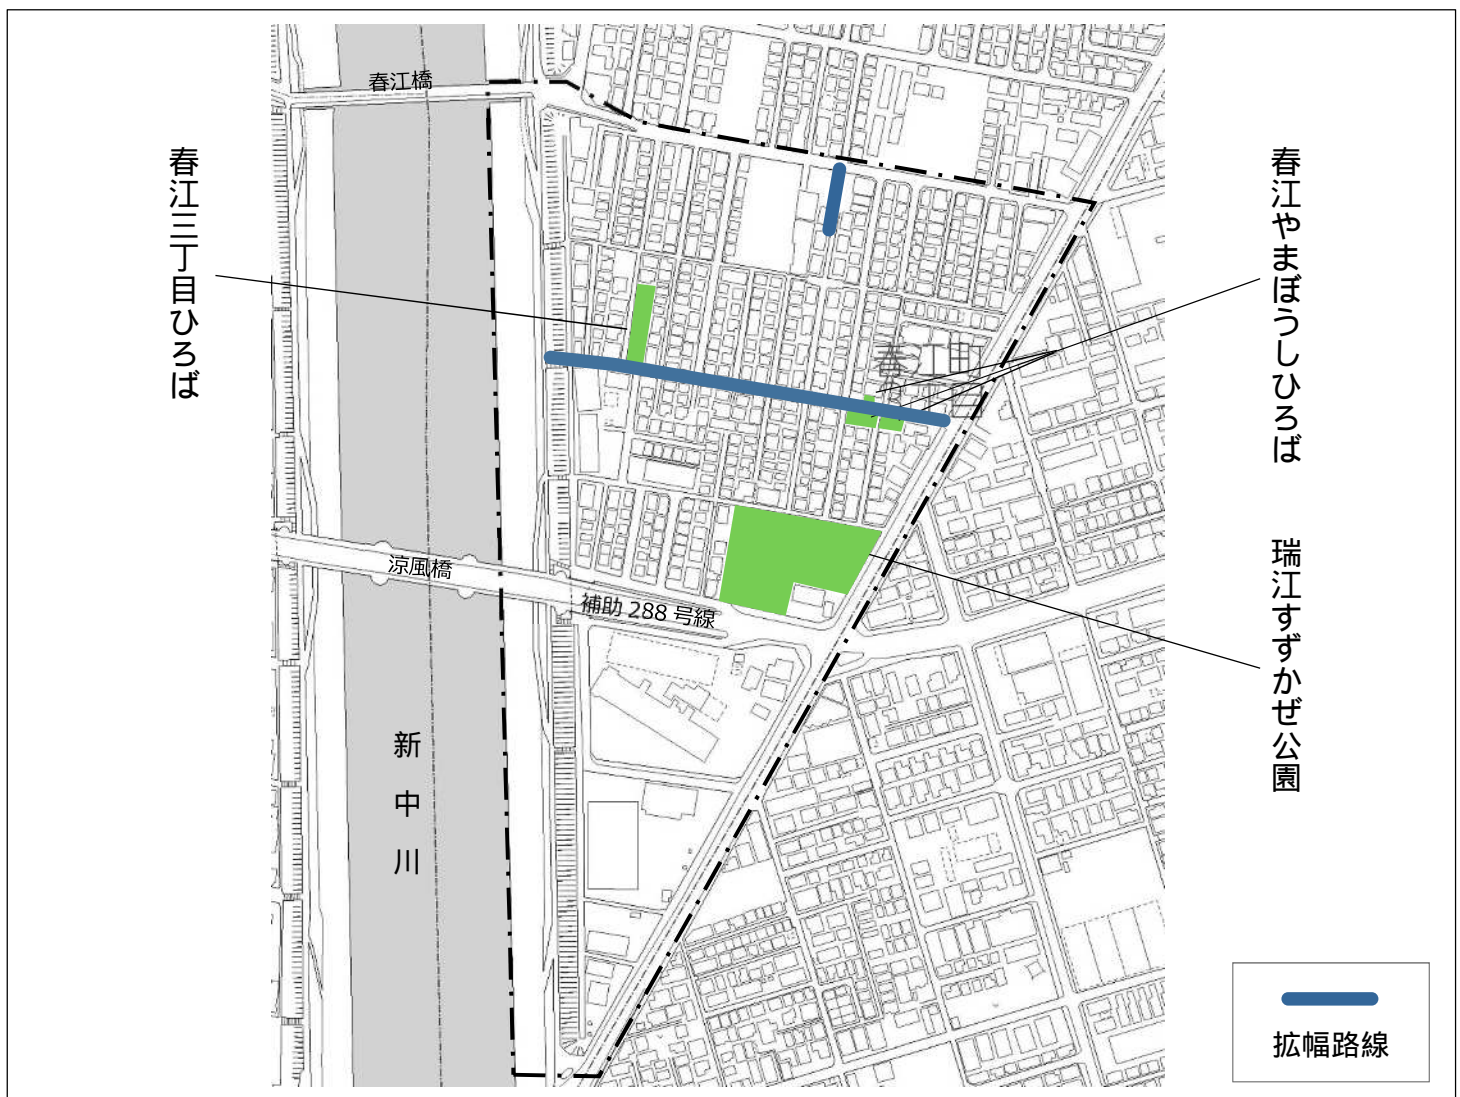 春江橋
春江三丁目ひろば
春江やまぼうしひろば
涼風橋
補助 288 号線
瑞江すずかぜ公園
新中川
拡幅路線